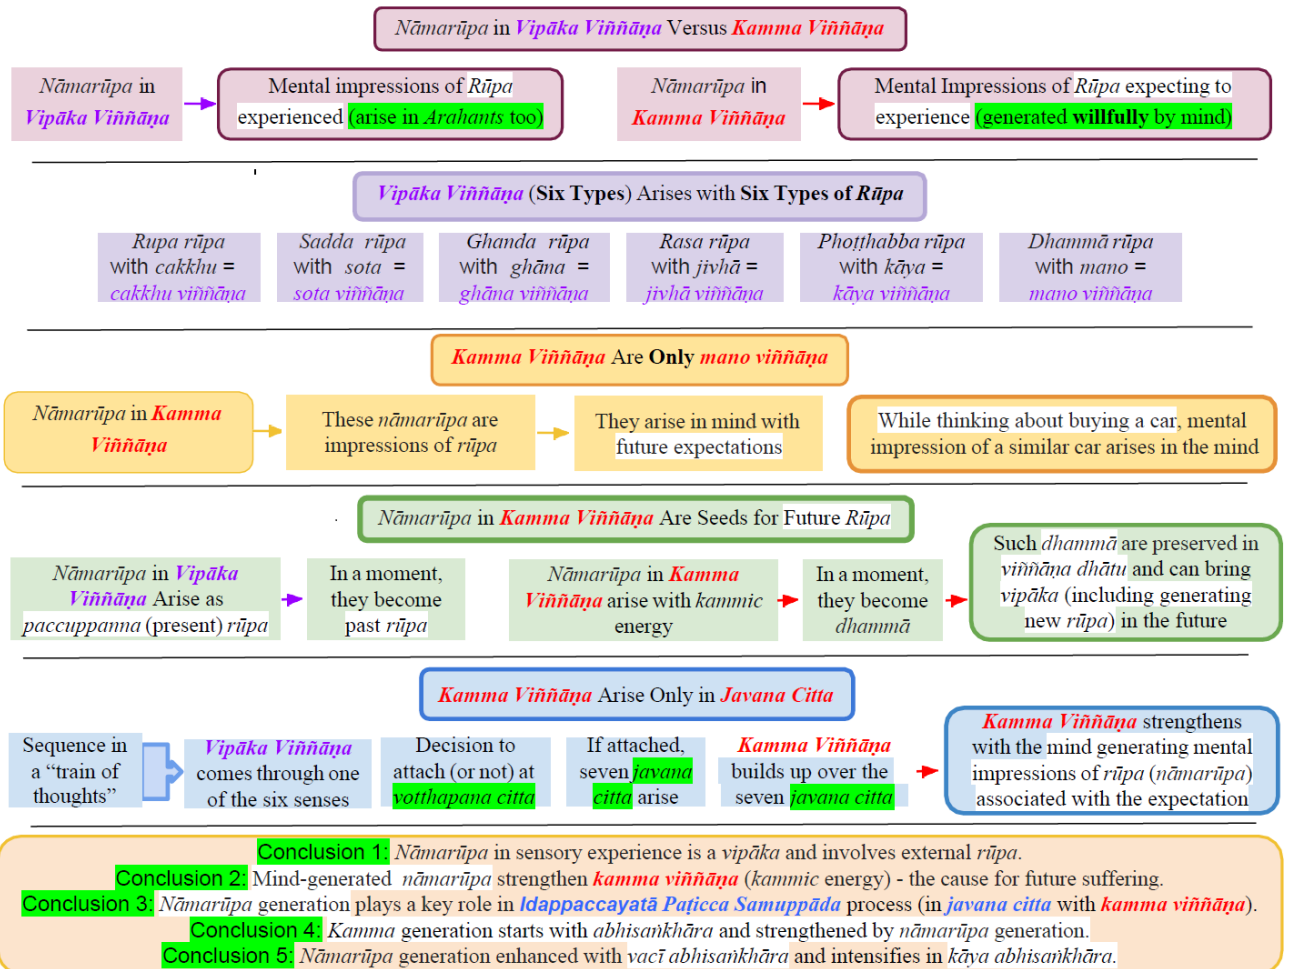 Nāmarūpa in Vipāka Viññāṇa Versus Kamma Viññāṇa
Nāmarūpa in
Vipāka Viññāṇa
Mental impressions of Rūpa
experienced (arise in Arahants too)
Nāmarūpa in
Kamma Viññāṇa
Mental Impressions of Rūpa expecting to
experience (generated willfully by mind)
Vipāka Viññāṇa (Six Types) Arises with Six Types of Rūpa
Rupa rūpa
with cakkhu =
cakkhu viññāṇa
Sadda rūpa
with sota =
sota viññāṇa
Ghanda rūpa
with ghāna =
ghāna viññāṇa
Rasa rūpa
with jivhā =
jivhā viññāṇa
Phoṭṭhabba rūpa
with kāya =
kāya viññāṇa
Dhammā rūpa
with mano =
mano viññāṇa
Kamma Viññāṇa Are Only mano viññāṇa
Nāmarūpa in Kamma
Viññāṇa
These nāmarūpa are
impressions of rūpa
They arise in mind with
future expectations
While thinking about buying a car, mental
impression of a similar car arises in the mind
Nāmarūpa in Kamma Viññāṇa Are Seeds for Future Rūpa
Nāmarūpa in Vipāka
Viññāṇa Arise as
paccuppanna (present) rūpa
In a moment,
they become
past rūpa
Nāmarūpa in Kamma
Viññāṇa arise with kammic
energy
In a moment,
they become
dhammā
Such dhammā are preserved in
viññāṇa dhātu and can bring
vipāka (including generating
new rūpa) in the future
Kamma Viññāṇa Arise Only in Javana Citta
Sequence in
a “train of
thoughts”
Vipāka Viññāṇa
comes through one
of the six senses
Decision to
attach (or not) at
votthapana citta
If attached,
seven javana
citta arise
Kamma Viññāṇa
builds up over the
seven javana citta
Kamma Viññāṇa strengthens
with the mind generating mental
impressions of rūpa (nāmarūpa)
associated with the expectation
Conclusion 1: Nāmarūpa in sensory experience is a vipāka and involves external rūpa.
Conclusion 2: Mind-generated nāmarūpa strengthen kamma viññāṇa (kammic energy) - the cause for future suffering.
Conclusion 3: Nāmarūpa generation plays a key role in Idappaccayatā Paṭicca Samuppāda process (in javana citta with kamma viññāṇa).
Conclusion 4: Kamma generation starts with abhisaṅkhāra and strengthened by nāmarūpa generation.
Conclusion 5: Nāmarūpa generation enhanced with vacī abhisaṅkhāra and intensifies in kāya abhisaṅkhāra.